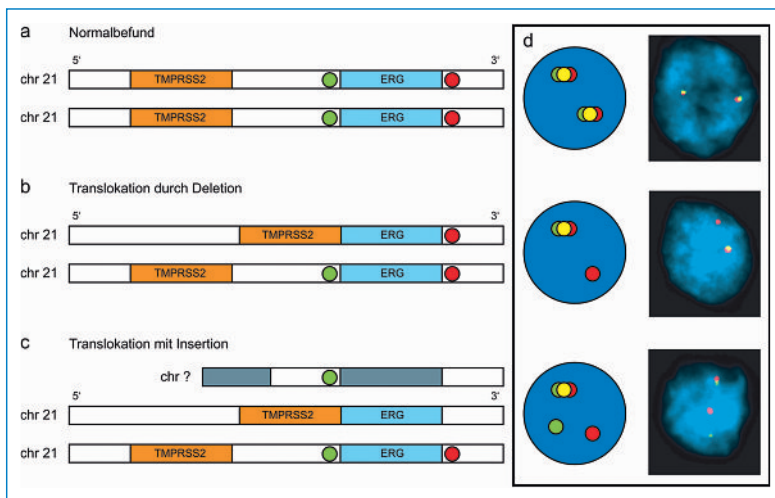 a Normalbefund
5' 3'
chr 21 TMPRSS2 ERG
chr 21 TMPRSS2 ERG
b Translokation durch Deletion
5' 3'
chr 21 TMPRSS2 ERG
chr 21 TMPRSS2 ERG
c Translokation mit Insertion
chr ?
5' 3'
chr 21 TMPRSS2 ERG
chr 21 TMPRSS2 ERG
d